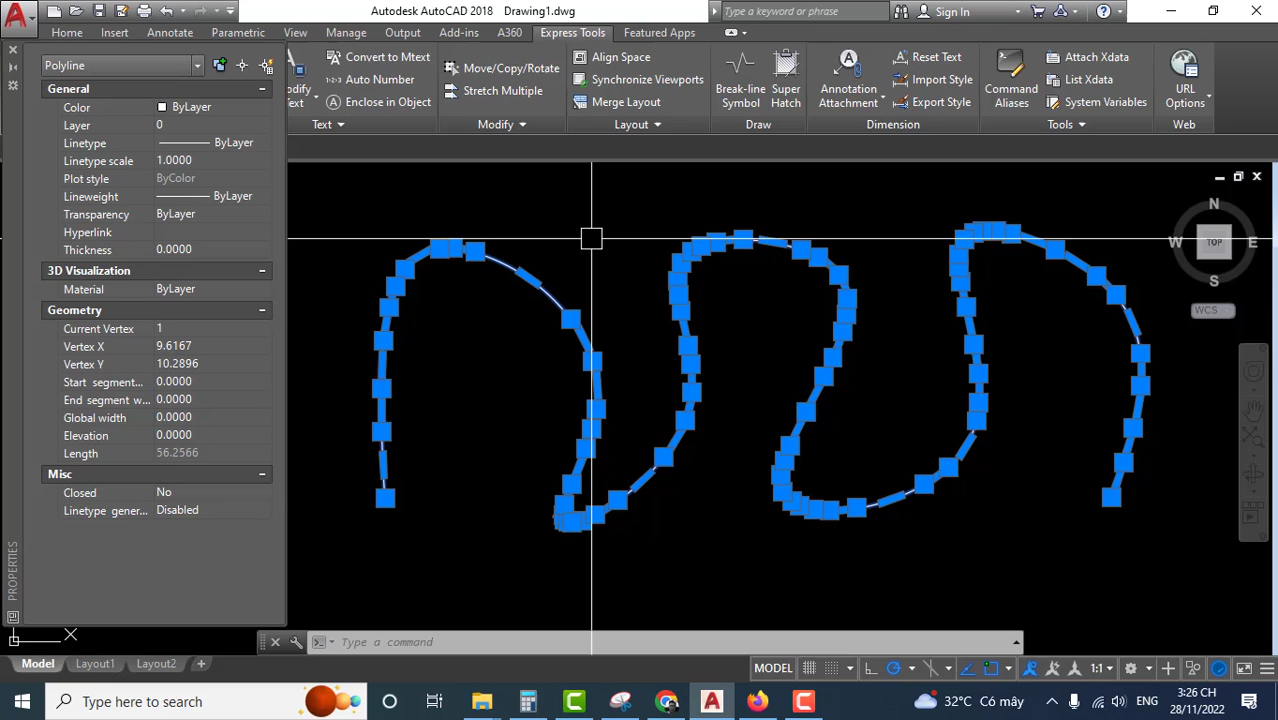 Autodesk AutoCAD 2018 Drawing1.dwg
Type a keyword or phrase
Sign In
Home
Insert
Annotate
Parametric
View
Manage
Output
Add-ins
A360
Express Tools
Featured Apps
Polyline
General
Color ByLayer
Layer 0
Linetype ByLayer
Linetype scale 1.0000
Plot style ByColor
Lineweight ByLayer
Transparency ByLayer
Hyperlink
Thickness 0.0000
3D Visualization
Material ByLayer
Geometry
Current Vertex 1
Vertex X 9.6167
Vertex Y 10.2896
Start segment... 0.0000
End segment w... 0.0000
Global width 0.0000
Elevation 0.0000
Length 56.2566
Misc
Closed No
Linetype gener... Disabled
PROPERTIES
Text
Convert to Mtext
Auto Number
Enclose in Object
Text
Move/Copy/Rotate
Stretch Multiple
Modify
Align Space
Synchronize Viewports
Merge Layout
Layout
Break-line
Symbol
Super
Hatch
Draw
Annotation
Attachment
Reset Text
Import Style
Export Style
Dimension
Command
Aliases
Attach Xdata
List Xdata
System Variables
Tools
URL
Options
Web
N
W
TOP
E
S
WCS
X
Type a command
Model
Layout1
Layout2
MODEL
1:1
Type here to search
32°C Có mây
ENG
3:26 CH
28/11/2022